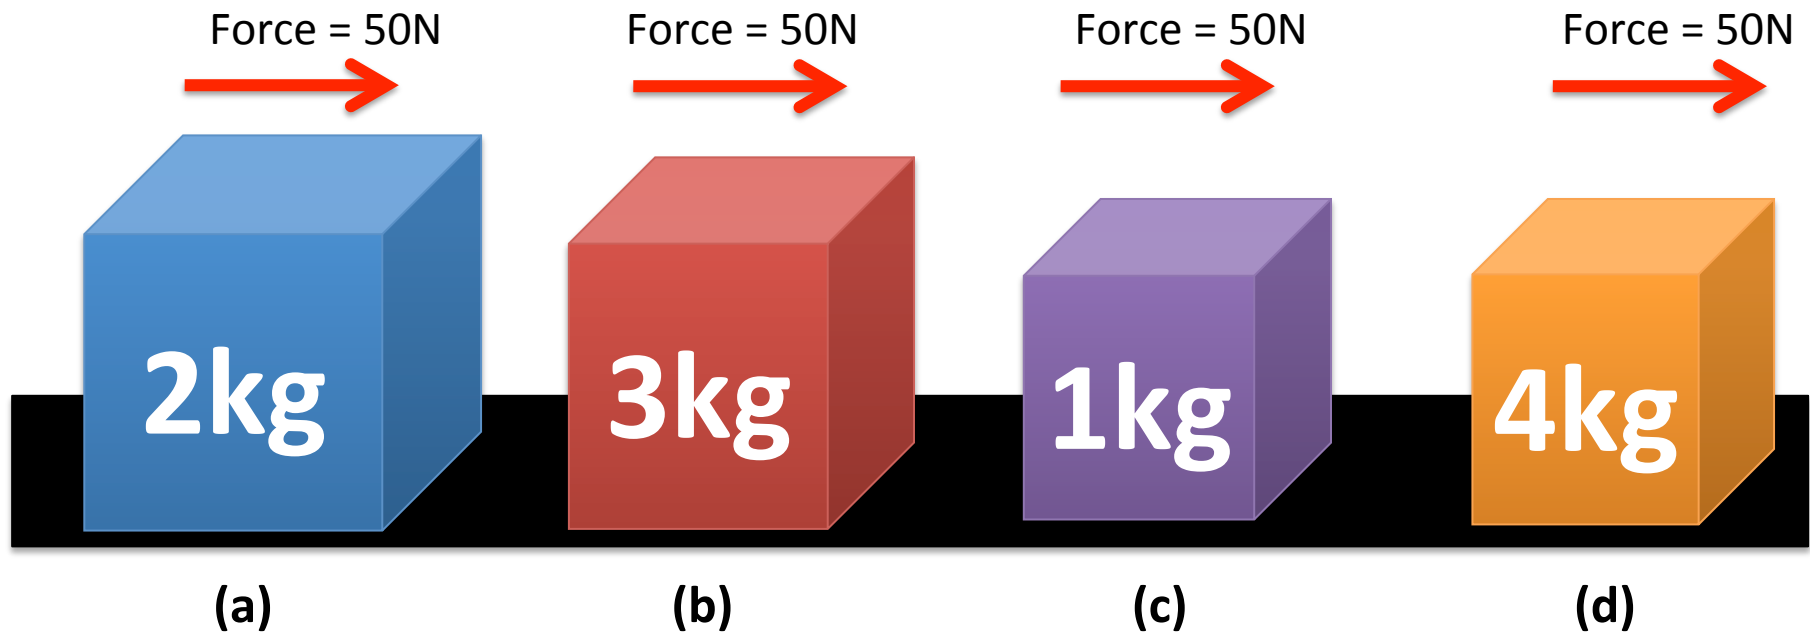 Force = 50N
Force = 50N
Force = 50N
Force = 50N
2kg
3kg
1kg
4kg
(a)
(b)
(c)
(d)